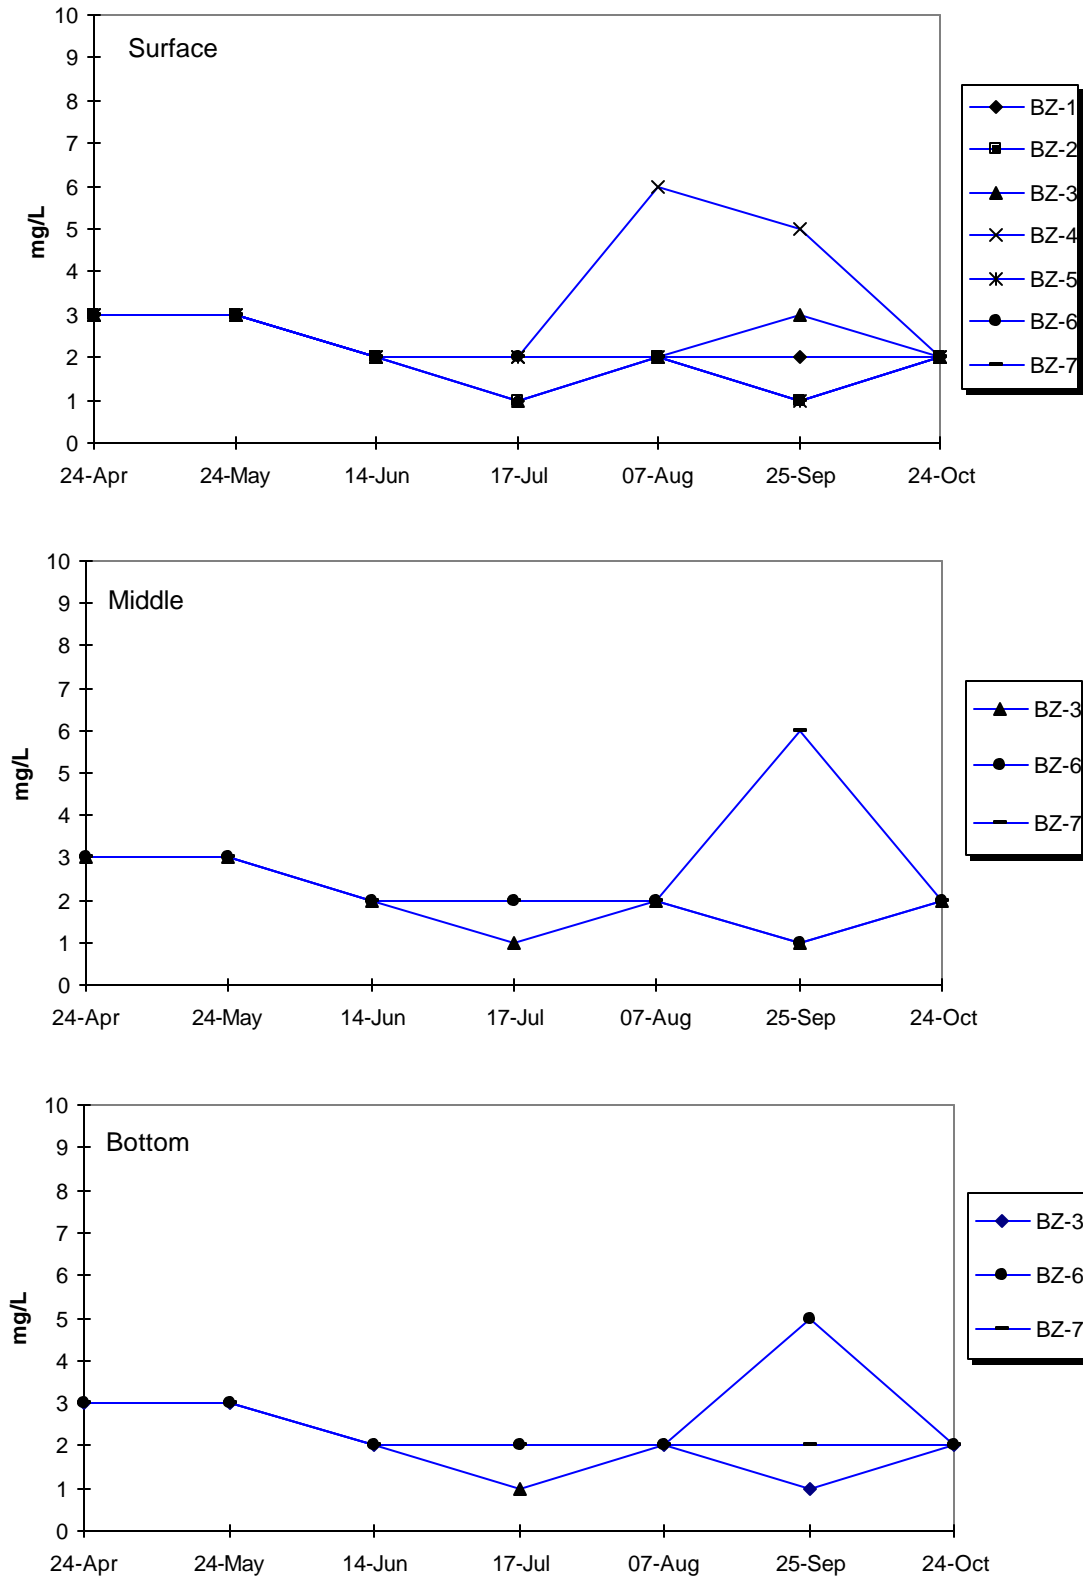 Surface
mg/L
10
9
8
7
6
5
4
3
2
1
0
24-Apr 24-May 14-Jun 17-Jul 07-Aug 25-Sep 24-Oct
BZ-1
BZ-2
BZ-3
BZ-4
BZ-5
BZ-6
BZ-7
Middle
mg/L
10
9
8
7
6
5
4
3
2
1
0
24-Apr 24-May 14-Jun 17-Jul 07-Aug 25-Sep 24-Oct
BZ-3
BZ-6
BZ-7
Bottom
mg/L
10
9
8
7
6
5
4
3
2
1
0
24-Apr 24-May 14-Jun 17-Jul 07-Aug 25-Sep 24-Oct
BZ-3
BZ-6
BZ-7